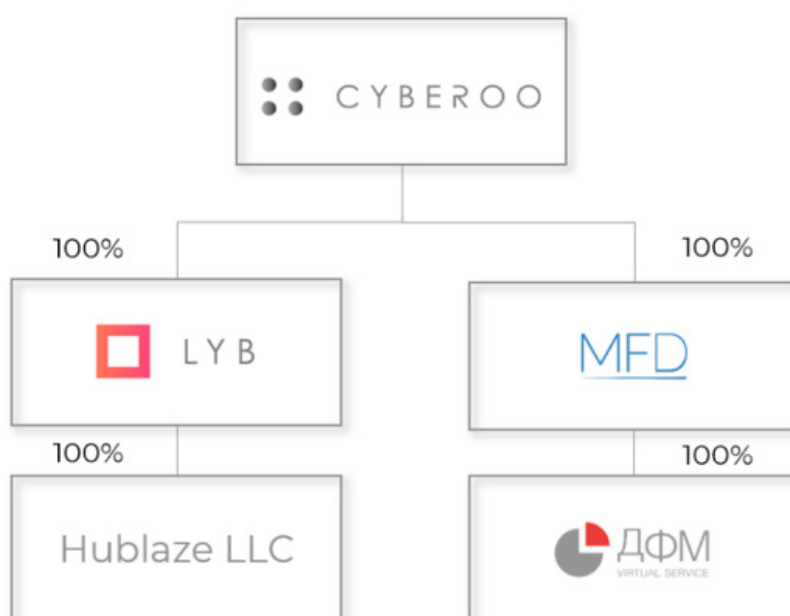 CYBEROO
100%
100%
LYB
MFD
100%
100%
Hublaze LLC
ДФМ
VIRTUAL SERVICE